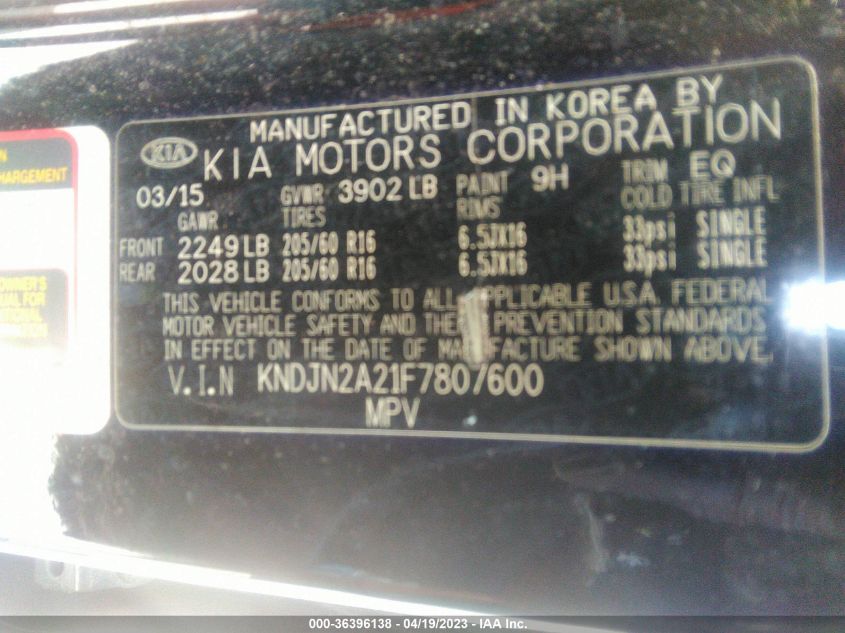 MANUFACTURED IN KOREA BY
KIA KIA MOTORS CORPORATION
03/15 GVWR 3902 LB PAINT 9H TRIM EQ
GAWR TIRES RIMS COLD TIRE INFL
FRONT 2249 LB 205/60 R16 6.5JX16 33psi SINGLE
REAR 2028 LB 205/60 R16 6.5JX16 33psi SINGLE
THIS VEHICLE CONFORMS TO ALL APPLICABLE U.S.A. FEDERAL
MOTOR VEHICLE SAFETY AND THEFT PREVENTION STANDARDS
IN EFFECT ON THE DATE OF MANUFACTURE SHOWN ABOVE.
V.I.N KNDJN2A21F7807600
MPV
000-36396138 - 04/19/2023 - IAA Inc.